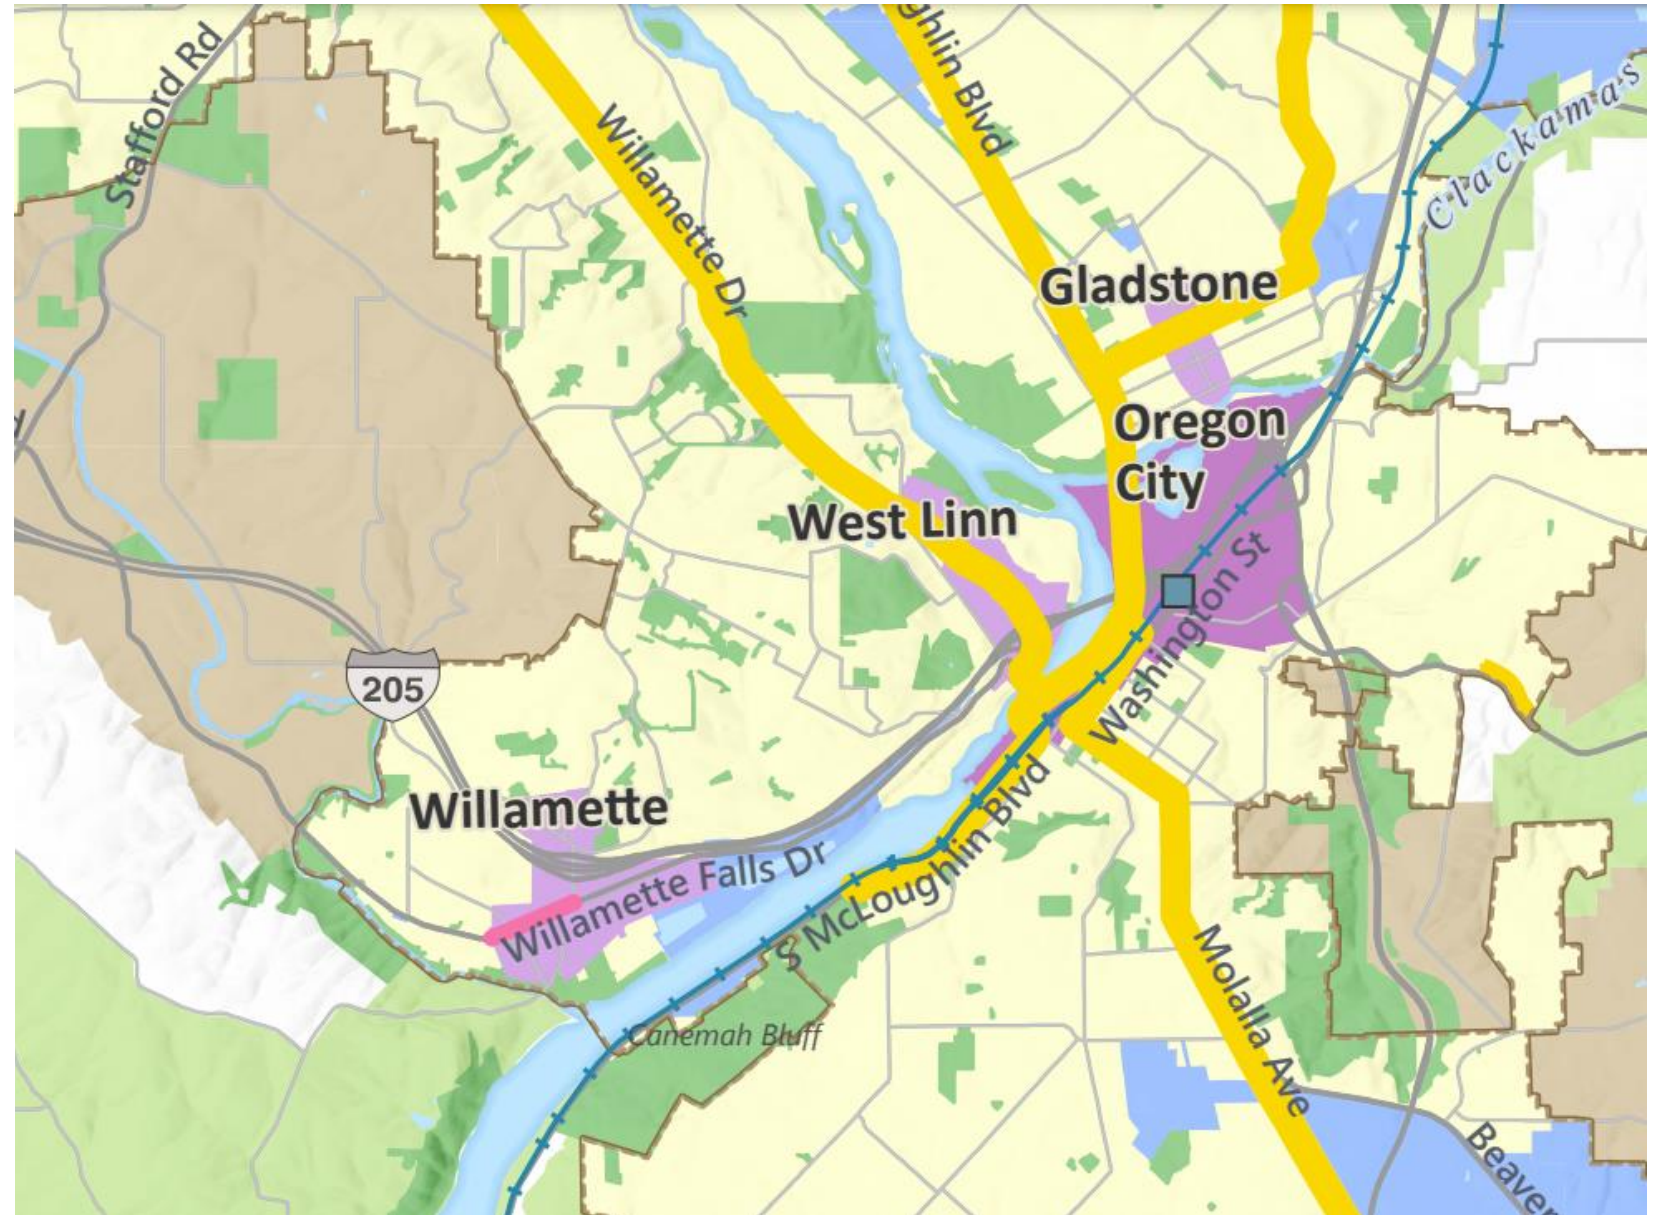 Stafford Rd
Willamette Dr
ghlin Blvd
Clackamas
Gladstone
Oregon
City
West Linn
Washington St
205
Willamette
Willamette Falls Dr
S McLoughlin Blvd
Canemah Bluff
Molalla Ave
Beaver